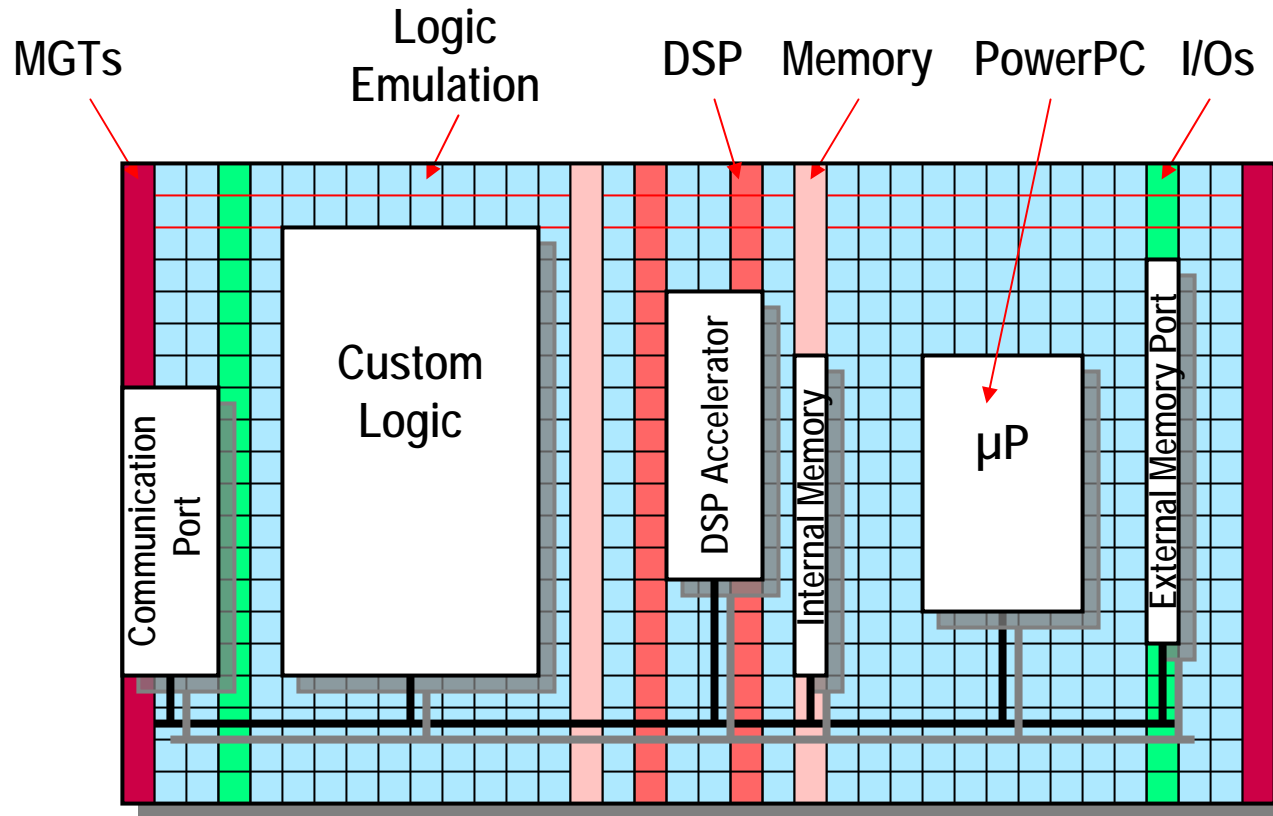 MGTs
Logic
Emulation
DSP
Memory
PowerPC
I/Os
Communication
Port
Custom
Logic
DSP Accelerator
Internal Memory
µP
External Memory Port